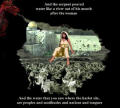 And the serpent poured
water like a river out of his mouth
after the woman
And the water that you saw where the harlot sits,
are peoples and multitudes and nations and tongues